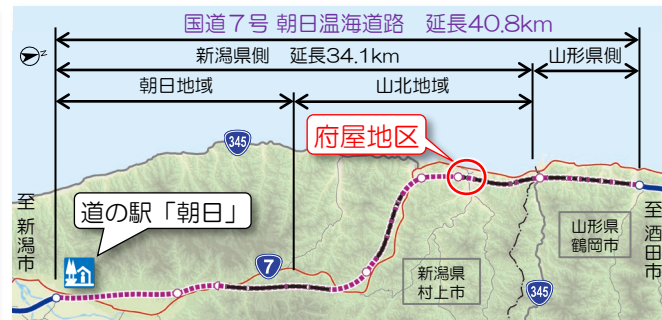 国道７号 朝日温海道路　延長40.8km
新潟県側　延長34.1km
山形県側
朝日地域
山北地域
345
府屋地区
至 新潟市
道の駅「朝日」
7
新潟県
村上市
山形県
鶴岡市
至 酒田市
345
Z